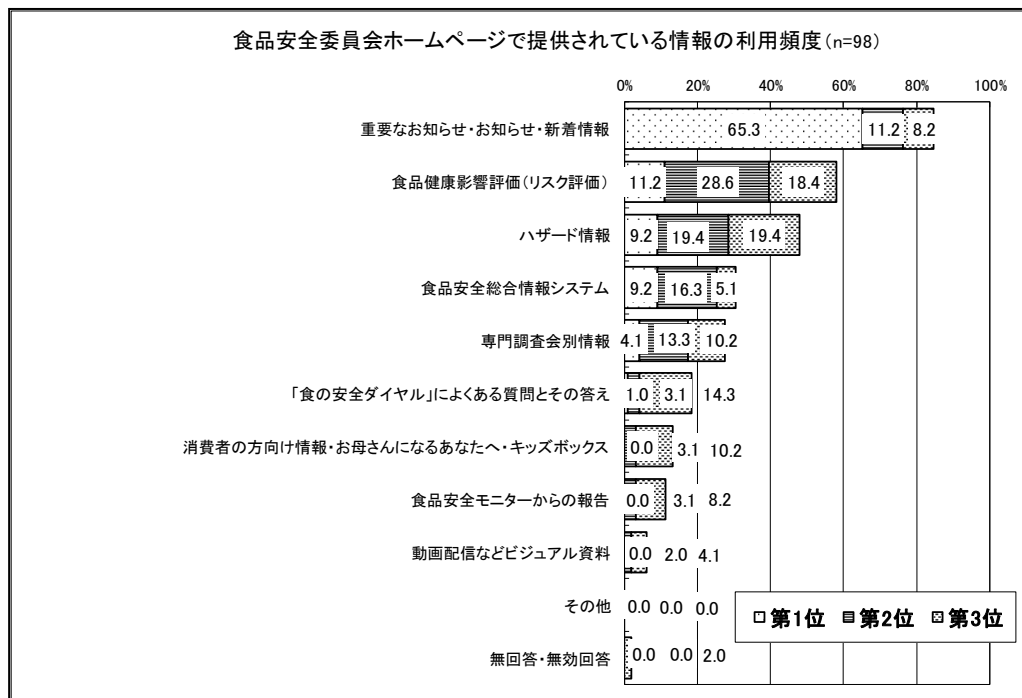 食品安全委員会ホームページで提供されている情報の利用頻度(n=98)
0% 20% 40% 60% 80% 100%
重要なお知らせ・お知らせ・新着情報 65.3 11.2 8.2
食品健康影響評価(リスク評価) 11.2 28.6 18.4
ハザード情報 9.2 19.4 19.4
食品安全総合情報システム 9.2 16.3 5.1
専門調査会別情報 4.1 13.3 10.2
「食の安全ダイヤル」によくある質問とその答え 1.0 3.1 14.3
消費者の方向け情報・お母さんになるあなたへ・キッズボックス 0.0 3.1 10.2
食品安全モニターからの報告 0.0 3.1 8.2
動画配信などビジュアル資料 0.0 2.0 4.1
その他 0.0 0.0 0.0
第1位 第2位 第3位
無回答・無効回答 0.0 0.0 2.0